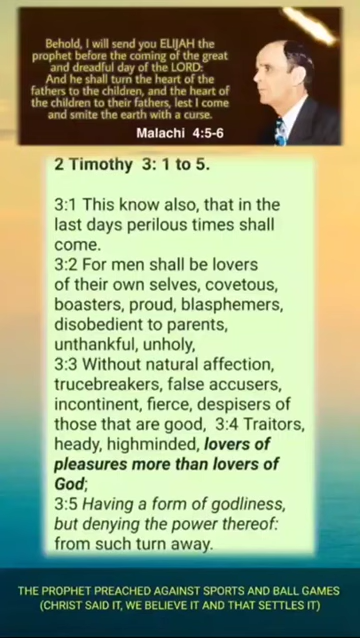 Behold, I will send you ELIJAH the
prophet before the coming of the great
and dreadful day of the LORD:
And he shall turn the heart of the
fathers to the children, and the heart of
the children to their fathers, lest I come
and smite the earth with a curse.
Malachi 4:5-6
2 Timothy 3: 1 to 5.
3:1 This know also, that in the
last days perilous times shall
come.
3:2 For men shall be lovers
of their own selves, covetous,
boasters, proud, blasphemers,
disobedient to parents,
unthankful, unholy,
3:3 Without natural affection,
trucebreakers, false accusers,
incontinent, fierce, despisers of
those that are good, 3:4 Traitors,
heady, highminded, lovers of
pleasures more than lovers of
God;
3:5 Having a form of godliness,
but denying the power thereof:
from such turn away.
THE PROPHET PREACHED AGAINST SPORTS AND BALL GAMES
(CHRIST SAID IT, WE BELIEVE IT AND THAT SETTLES IT)